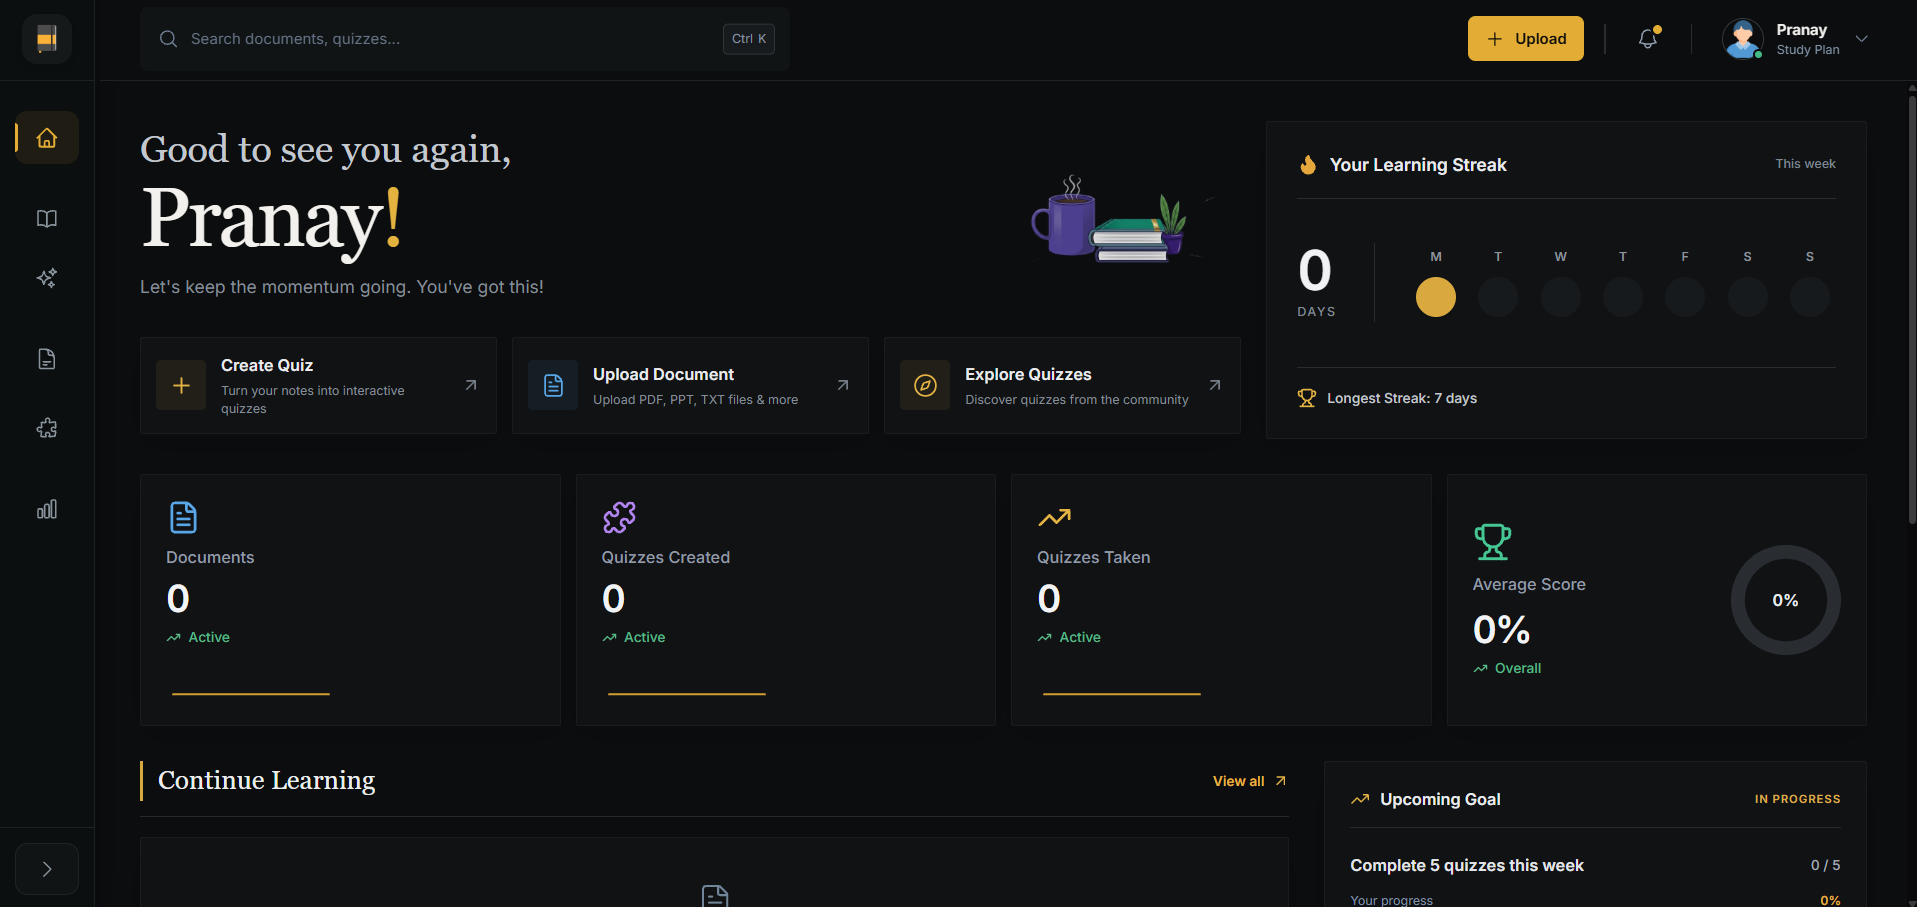 Search documents, quizzes...
Ctrl K
+ Upload
Pranay
Study Plan
Good to see you again,
Pranay!
Let's keep the momentum going. You've got this!
Your Learning Streak
This week
0
DAYS
M T W T F S S
Longest Streak: 7 days
Create Quiz
Turn your notes into interactive
quizzes
Upload Document
Upload PDF, PPT, TXT files & more
Explore Quizzes
Discover quizzes from the community
Documents
0
Active
Quizzes Created
0
Active
Quizzes Taken
0
Active
Average Score
0%
Overall
0%
Continue Learning
View all
Upcoming Goal
IN PROGRESS
Complete 5 quizzes this week
0 / 5
Your progress
0%